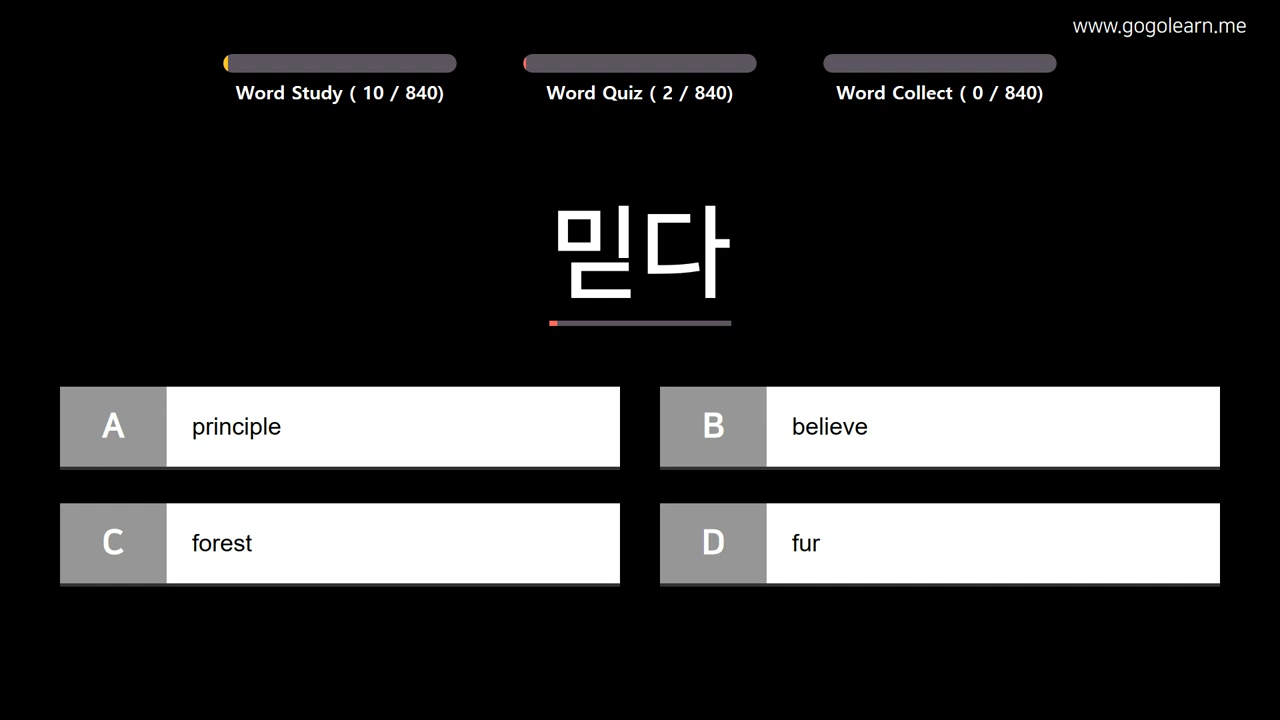 www.gogolearn.me
Word Study ( 10 / 840)
Word Quiz ( 2 / 840)
Word Collect ( 0 / 840)
믿다
A principle
B believe
C forest
D fur